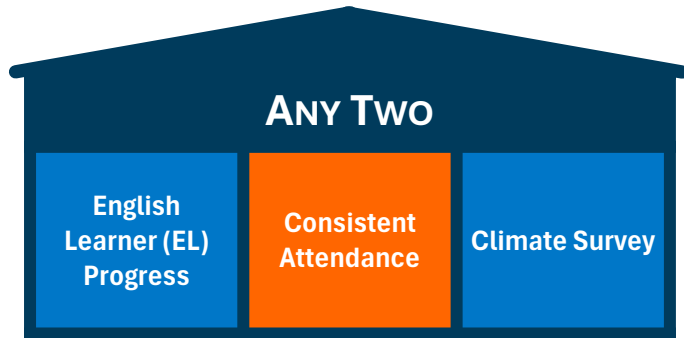 ANY TWO
English
Learner (EL)
Progress
Consistent
Attendance
Climate Survey